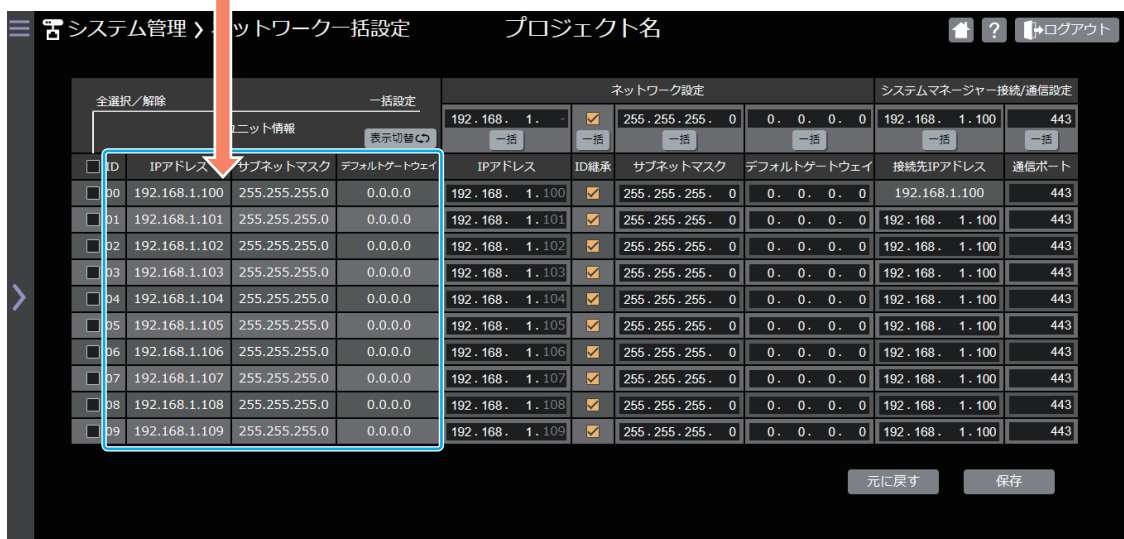 システム管理 〉ネットワーク一括設定 プロジェクト名 ? ログアウト
全選択／解除 一括設定 ネットワーク設定 システムマネージャー接続/通信設定
ユニット情報 表示切替
192.168. 1. - 255.255.255. 0 0. 0. 0. 0 192.168. 1.100 443
一括 一括 一括 一括 一括 一括
ID IPアドレス サブネットマスク デフォルトゲートウェイ IPアドレス ID継承 サブネットマスク デフォルトゲートウェイ 接続先IPアドレス 通信ポート
00 192.168.1.100 255.255.255.0 0.0.0.0 192.168. 1.100 255.255.255. 0 0. 0. 0. 0 192.168.1.100 443
01 192.168.1.101 255.255.255.0 0.0.0.0 192.168. 1.101 255.255.255. 0 0. 0. 0. 0 192.168. 1.100 443
02 192.168.1.102 255.255.255.0 0.0.0.0 192.168. 1.102 255.255.255. 0 0. 0. 0. 0 192.168. 1.100 443
03 192.168.1.103 255.255.255.0 0.0.0.0 192.168. 1.103 255.255.255. 0 0. 0. 0. 0 192.168. 1.100 443
04 192.168.1.104 255.255.255.0 0.0.0.0 192.168. 1.104 255.255.255. 0 0. 0. 0. 0 192.168. 1.100 443
05 192.168.1.105 255.255.255.0 0.0.0.0 192.168. 1.105 255.255.255. 0 0. 0. 0. 0 192.168. 1.100 443
06 192.168.1.106 255.255.255.0 0.0.0.0 192.168. 1.106 255.255.255. 0 0. 0. 0. 0 192.168. 1.100 443
07 192.168.1.107 255.255.255.0 0.0.0.0 192.168. 1.107 255.255.255. 0 0. 0. 0. 0 192.168. 1.100 443
08 192.168.1.108 255.255.255.0 0.0.0.0 192.168. 1.108 255.255.255. 0 0. 0. 0. 0 192.168. 1.100 443
09 192.168.1.109 255.255.255.0 0.0.0.0 192.168. 1.109 255.255.255. 0 0. 0. 0. 0 192.168. 1.100 443
元に戻す 保存